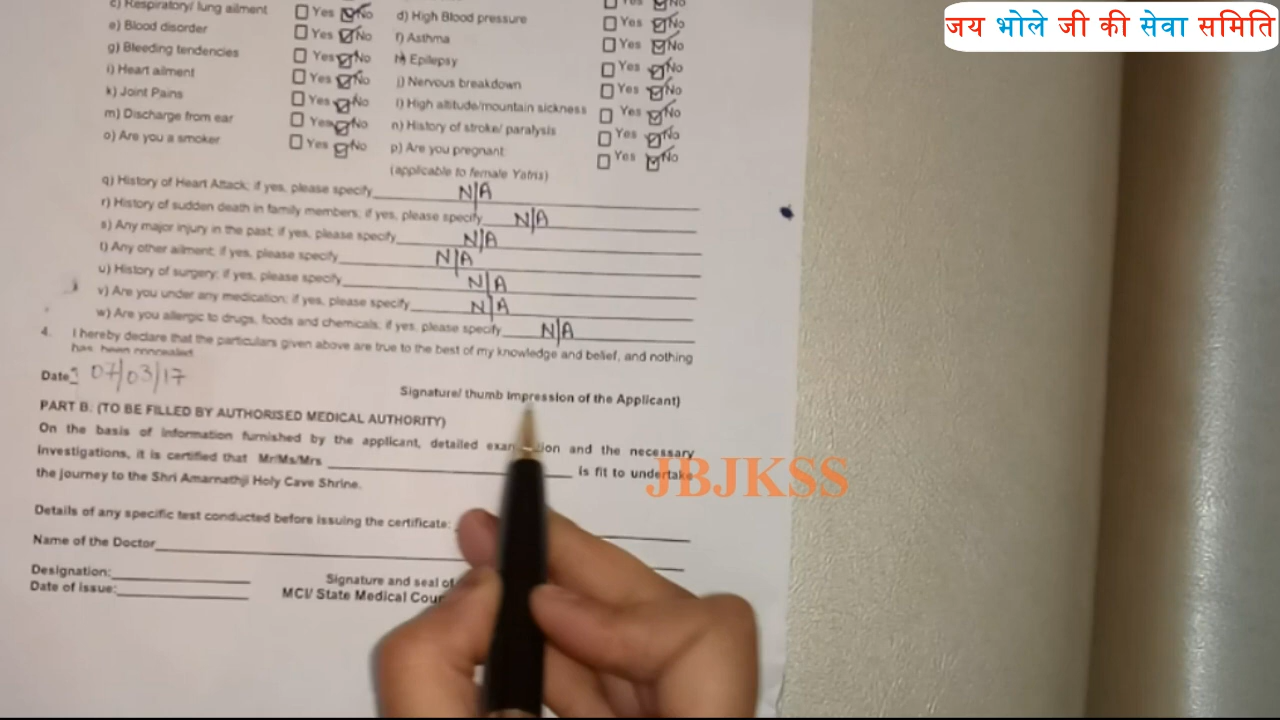 जय भोले जी की सेवा समिति
c) Respiratory/ lung ailment Yes No Yes No
e) Blood disorder Yes No d) High Blood pressure Yes No
g) Bleeding tendencies Yes No f) Asthma Yes No
i) Heart ailment Yes No h) Epilepsy Yes No
k) Joint Pains Yes No j) Nervous breakdown Yes No
m) Discharge from ear Yes No l) High altitude/mountain sickness Yes No
o) Are you a smoker Yes No n) History of stroke/ paralysis Yes No
p) Are you pregnant Yes No
(applicable to female Yatris)
q) History of Heart Attack; if yes, please specify N/A
r) History of sudden death in family members; if yes, please specify N/A
s) Any major injury in the past; if yes, please specify N/A
t) Any other ailment; if yes, please specify N/A
u) History of surgery; if yes, please specify N/A
v) Are you under any medication; if yes, please specify N/A
w) Are you allergic to drugs, foods and chemicals; if yes, please specify N/A
4. I hereby declare that the particulars given above are true to the best of my knowledge and belief, and nothing
has been concealed
Date: 07/03/17
Signature/ thumb impression of the Applicant)
PART B: (TO BE FILLED BY AUTHORISED MEDICAL AUTHORITY)
On the basis of information furnished by the applicant, detailed and the necessary
investigations, it is certified that Mr/Ms/Mrs is fit to undertake
the journey to the Shri Amarnathji Holy Cave Shrine.
JBJKSS
Details of any specific test conducted before issuing the certificate:
Name of the Doctor
Designation: Signature and seal of
Date of issue: MCI/ State Medical